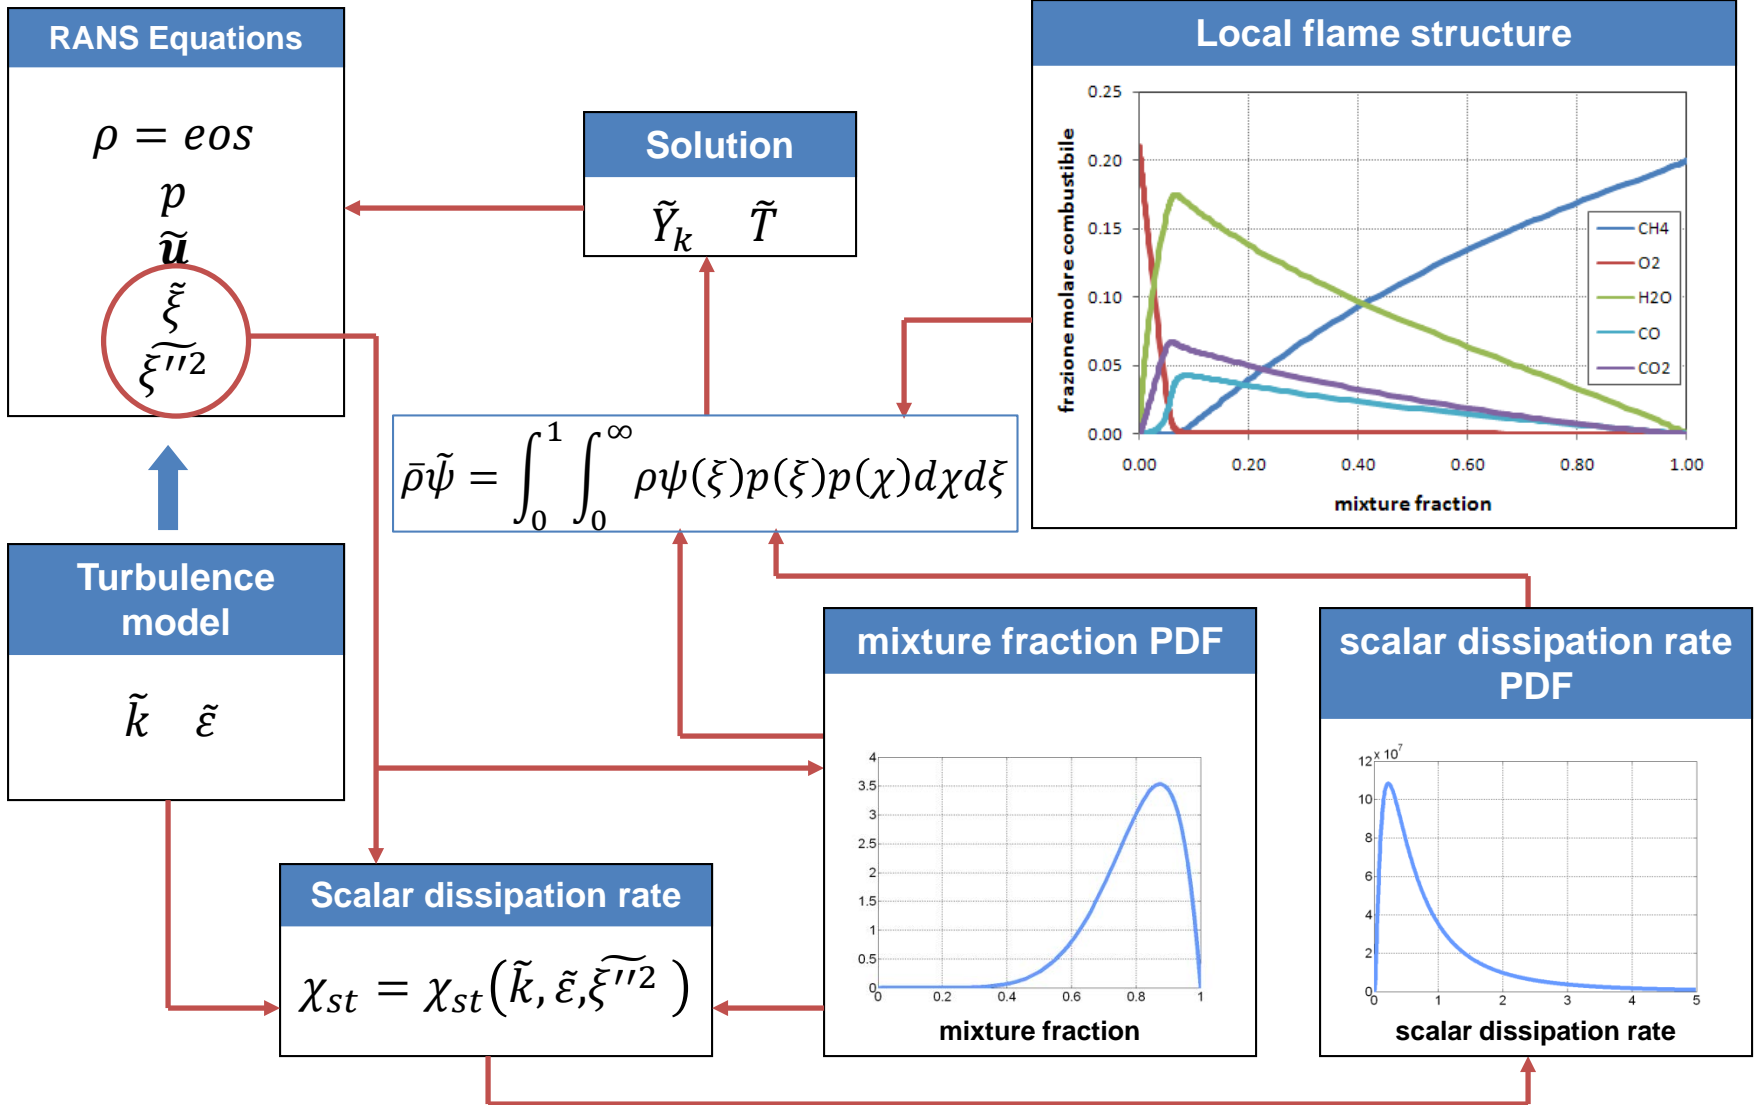 RANS Equations
ρ = eos
p
ũ
ξ̃
ξ''²~
Turbulence
model
k̃ ε̃
Solution
Ỹₖ T̃
ρ̄ψ̃ = ∫₀¹ ∫₀^∞ ρψ(ξ)p(ξ)p(χ)dχdξ
Local flame structure
frazione molare combustibile
0.25
0.20
0.15
0.10
0.05
0.00
0.00 0.20 0.40 0.60 0.80 1.00
mixture fraction
CH4
O2
H2O
CO
CO2
Scalar dissipation rate
χst = χst(k̃, ε̃, ξ''²~ )
mixture fraction PDF
4
3.5
3
2.5
2
1.5
1
0.5
0
0 0.2 0.4 0.6 0.8 1
mixture fraction
scalar dissipation rate
PDF
x 10⁷
12
10
8
6
4
2
0
0 1 2 3 4 5
scalar dissipation rate